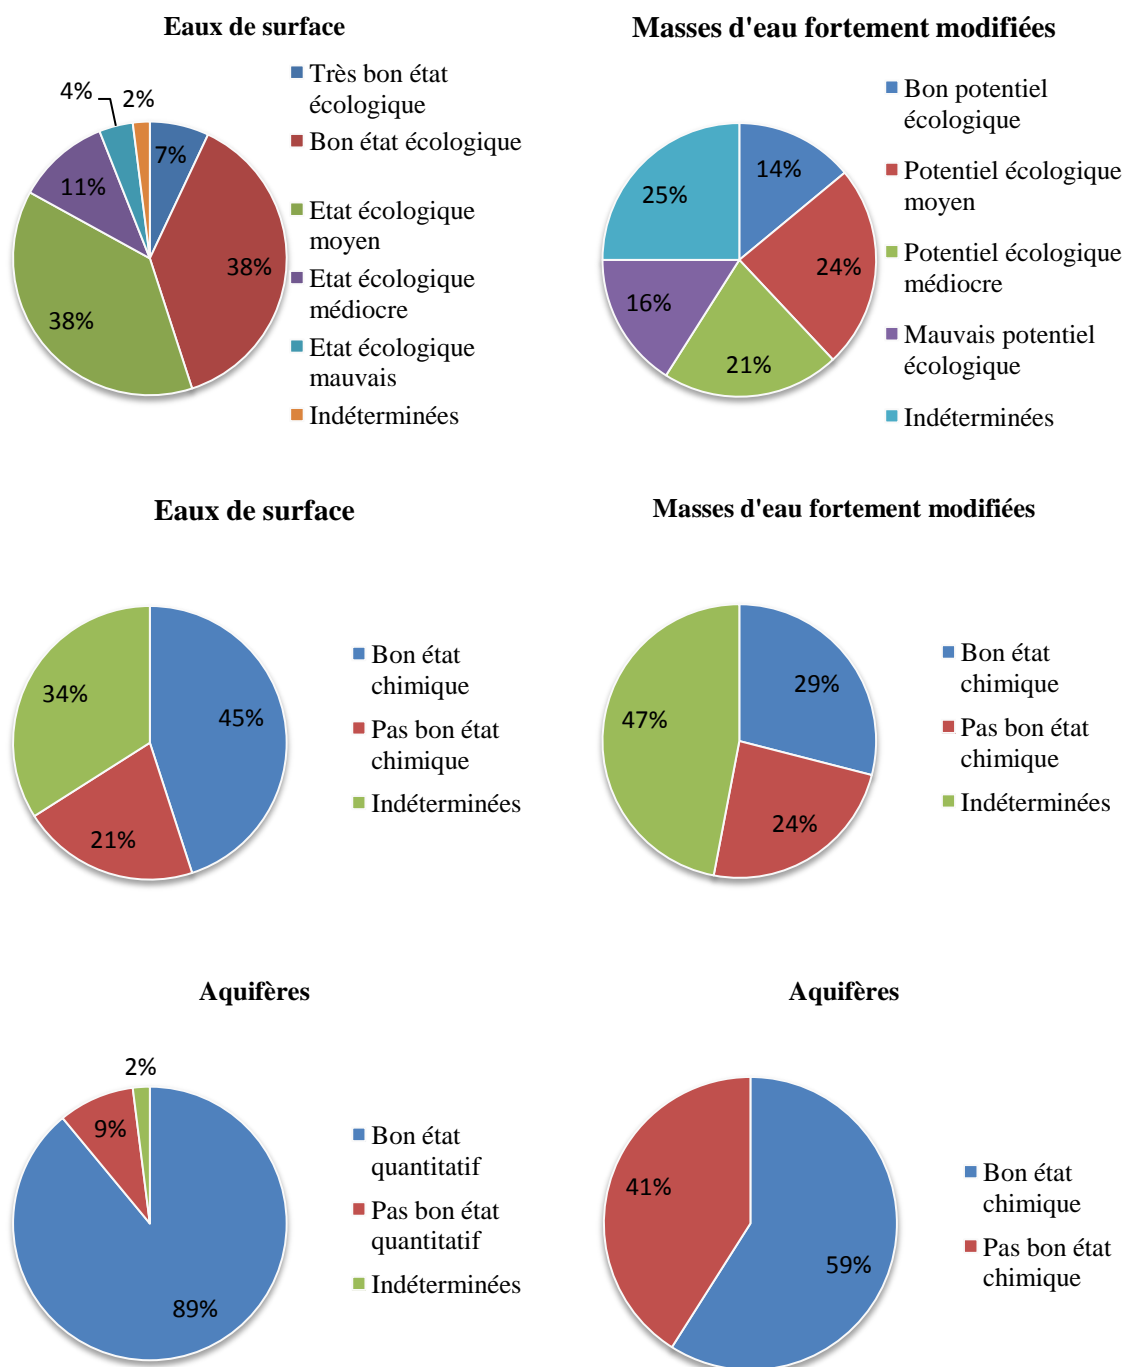 Eaux de surface
4%
2%
7%
38%
38%
11%
Très bon état
écologique
Bon état écologique
Etat écologique
moyen
Etat écologique
médiocre
Etat écologique
mauvais
Indéterminées
Masses d'eau fortement modifiées
14%
24%
21%
16%
25%
Bon potentiel
écologique
Potentiel écologique
moyen
Potentiel écologique
médiocre
Mauvais potentiel
écologique
Indéterminées
Eaux de surface
45%
21%
34%
Bon état
chimique
Pas bon état
chimique
Indéterminées
Masses d'eau fortement modifiées
29%
24%
47%
Bon état
chimique
Pas bon état
chimique
Indéterminées
Aquifères
2%
9%
89%
Bon état
quantitatif
Pas bon état
quantitatif
Indéterminées
Aquifères
41%
59%
Bon état
chimique
Pas bon état
chimique